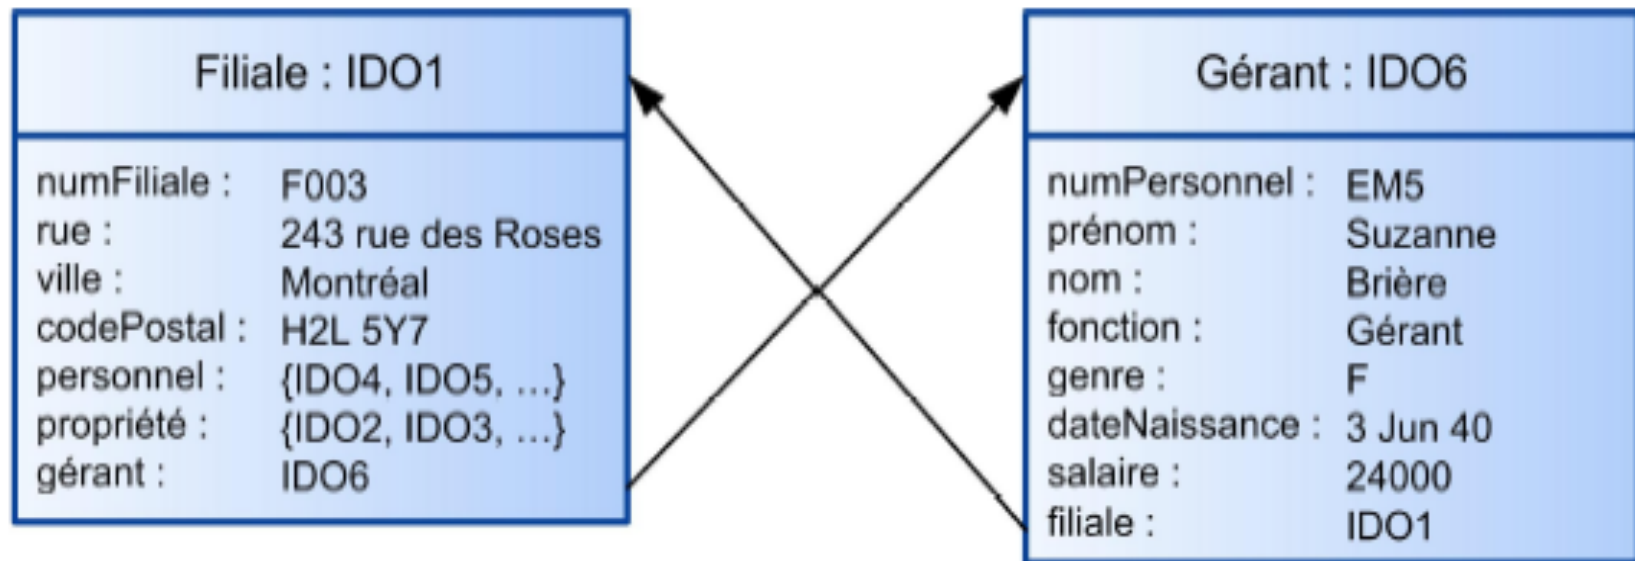 Filiale : IDO1
numFiliale : F003
rue : 243 rue des Roses
ville : Montréal
codePostal : H2L 5Y7
personnel : {IDO4, IDO5, ...}
propriété : {IDO2, IDO3, ...}
gérant : IDO6
Gérant : IDO6
numPersonnel : EM5
prénom : Suzanne
nom : Brière
fonction : Gérant
genre : F
dateNaissance : 3 Jun 40
salaire : 24000
filiale : IDO1